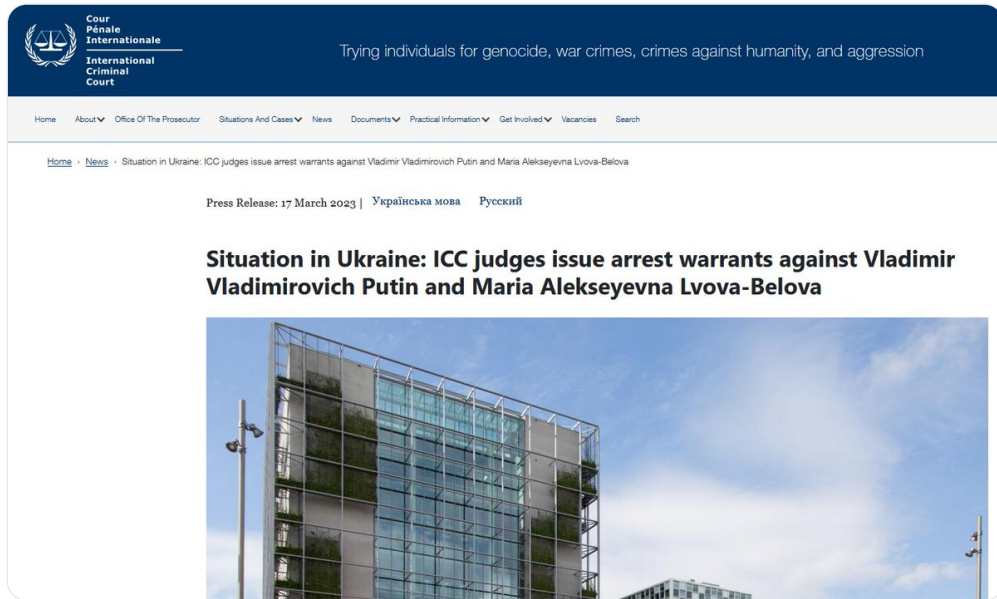 Cour
Pénale
Internationale
International
Criminal
Court
Trying individuals for genocide, war crimes, crimes against humanity, and aggression
Home About Office Of The Prosecutor Situations And Cases News Documents Practical Information Get Involved Vacancies Search
Home › News › Situation in Ukraine: ICC judges issue arrest warrants against Vladimir Vladimirovich Putin and Maria Alekseyevna Lvova-Belova
Press Release: 17 March 2023 | Українська мова Русский
Situation in Ukraine: ICC judges issue arrest warrants against Vladimir
Vladimirovich Putin and Maria Alekseyevna Lvova-Belova